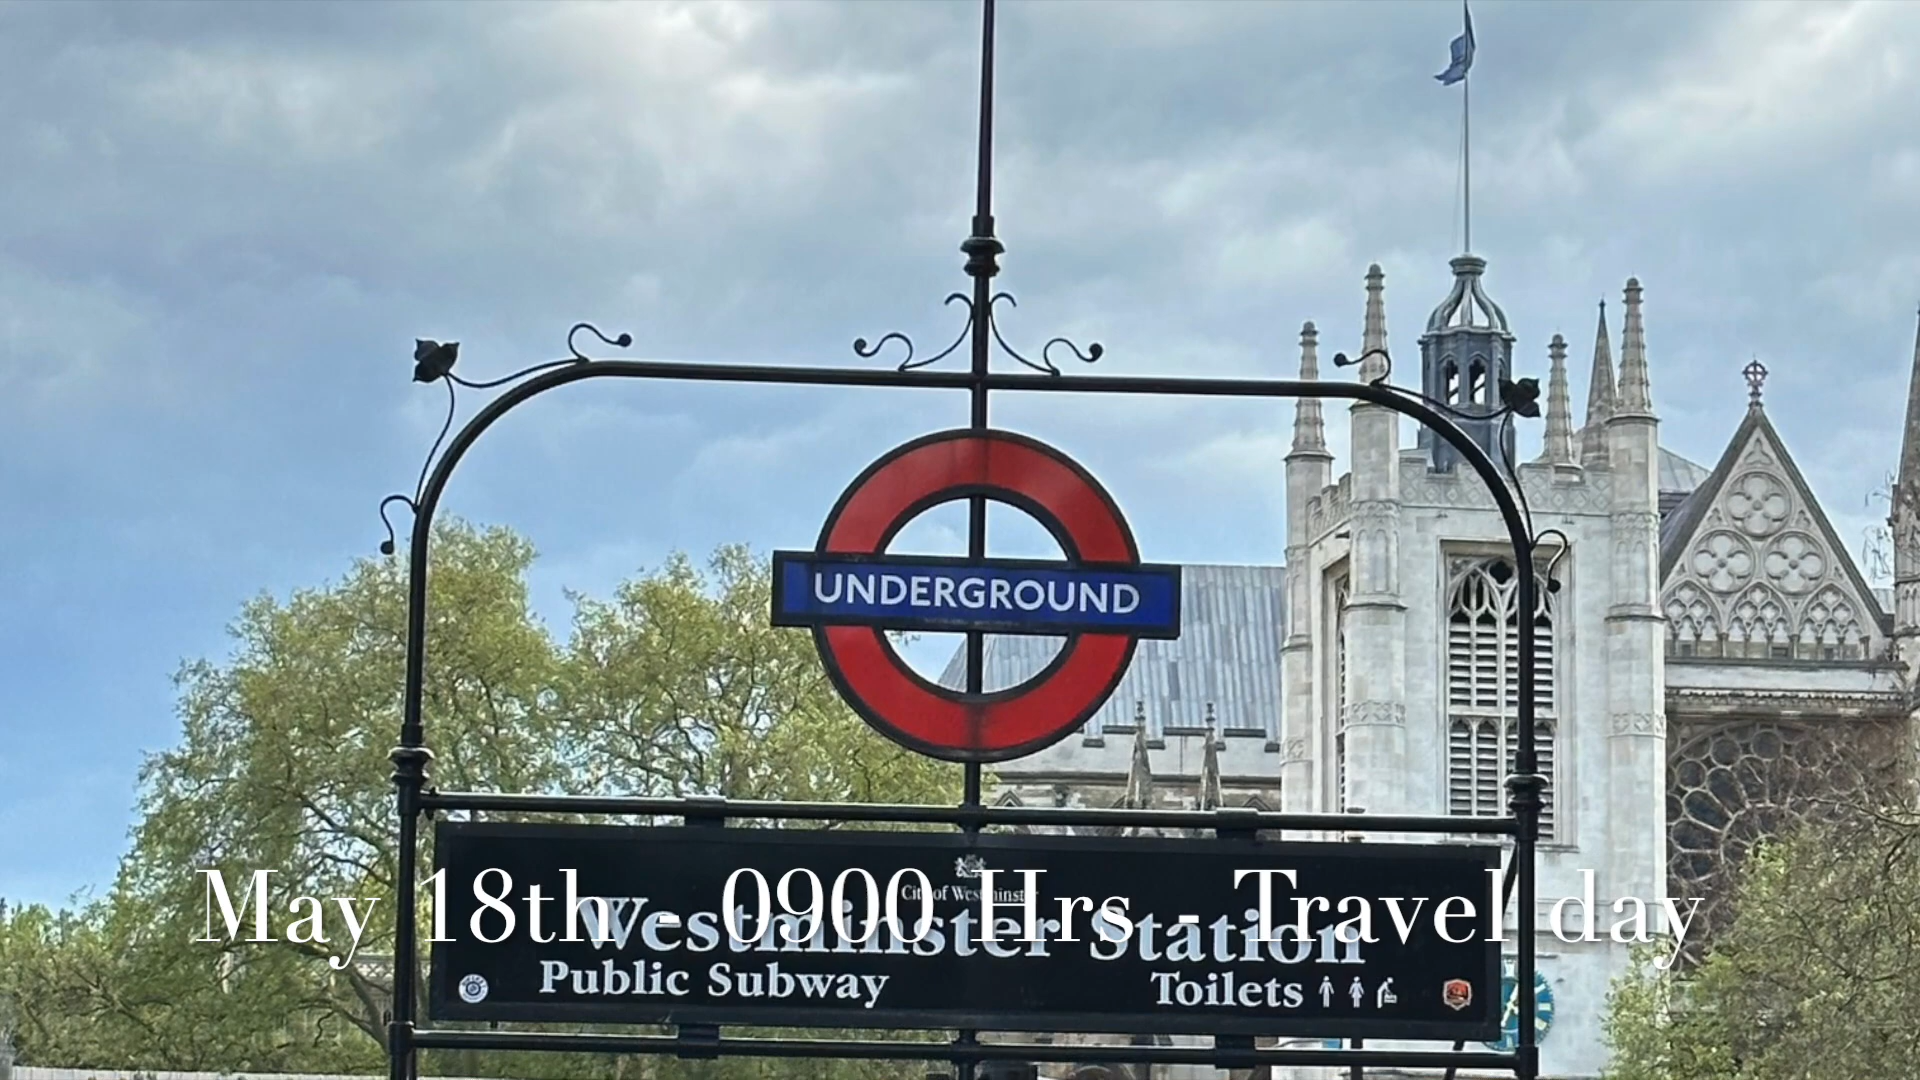 UNDERGROUND
City of Westminster
Westminster Station
May 18th - 0900 Hrs - Travel day
Public Subway
Toilets